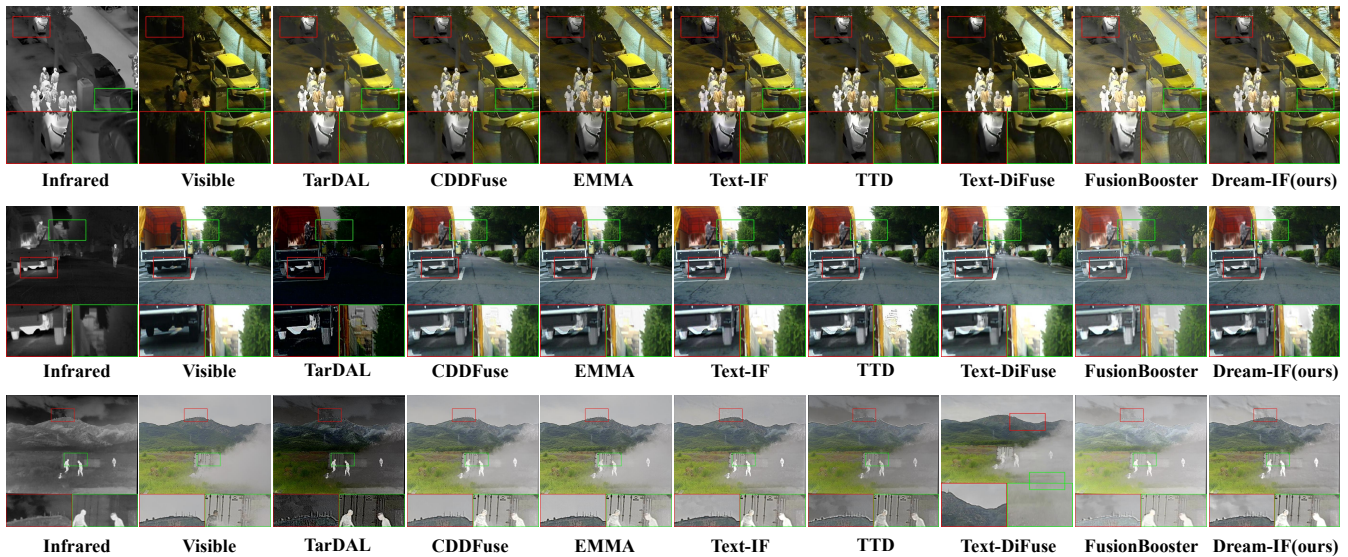 Infrared Visible TarDAL CDDFuse EMMA Text-IF TTD Text-DiFuse FusionBooster Dream-IF(ours)
Infrared Visible TarDAL CDDFuse EMMA Text-IF TTD Text-DiFuse FusionBooster Dream-IF(ours)
Infrared Visible TarDAL CDDFuse EMMA Text-IF TTD Text-DiFuse FusionBooster Dream-IF(ours)